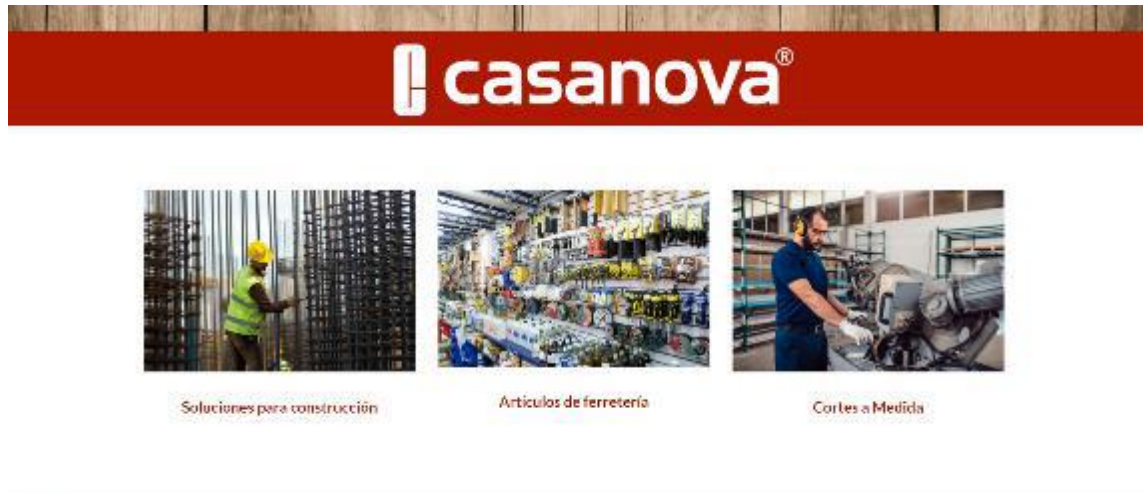 casanova®
Soluciones para construcción
Artículos de ferretería
Cortes a Medida